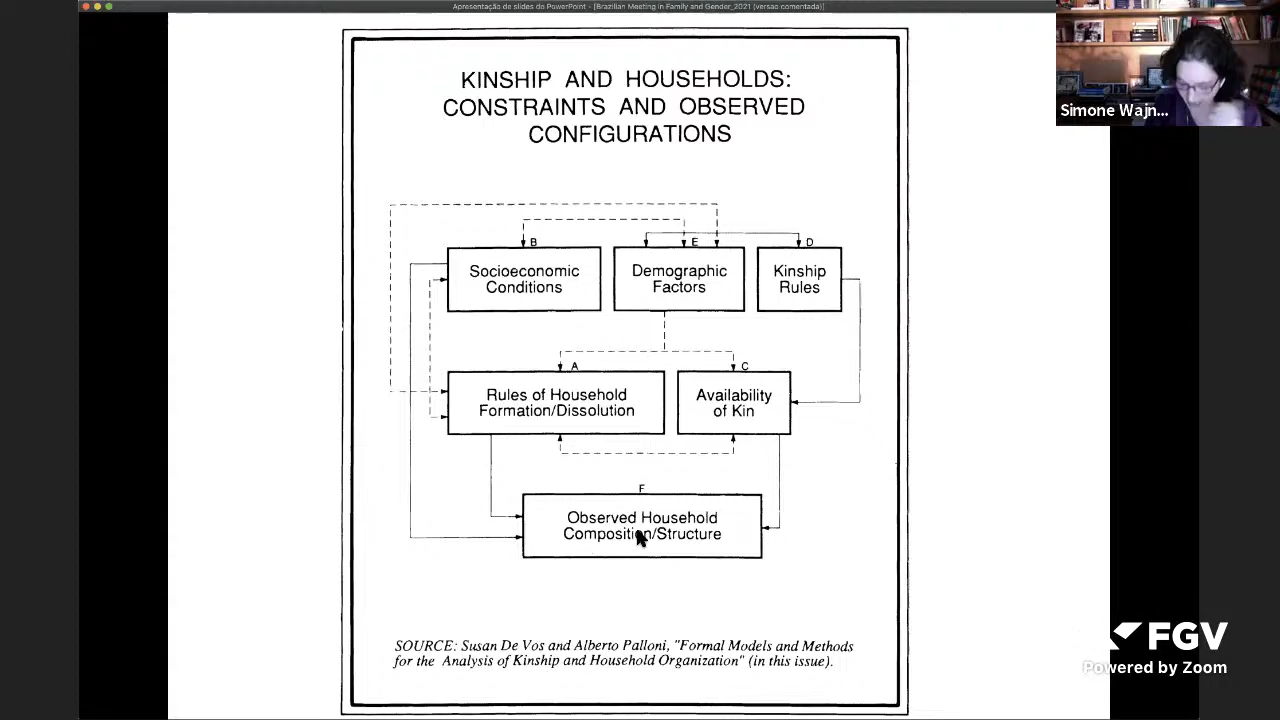 Apresentação de slides do PowerPoint - [Brazilian Meeting in Family and Gender_2021 (versao comentada)]
Simone Wajn...
KINSHIP AND HOUSEHOLDS:
CONSTRAINTS AND OBSERVED
CONFIGURATIONS
B
E
D
Socioeconomic
Conditions
Demographic
Factors
Kinship
Rules
A
C
Rules of Household
Formation/Dissolution
Availability
of Kin
F
Observed Household
Composition/Structure
SOURCE: Susan De Vos and Alberto Palloni, "Formal Models and Methods
for the Analysis of Kinship and Household Organization" (in this issue).
FGV
Powered by Zoom